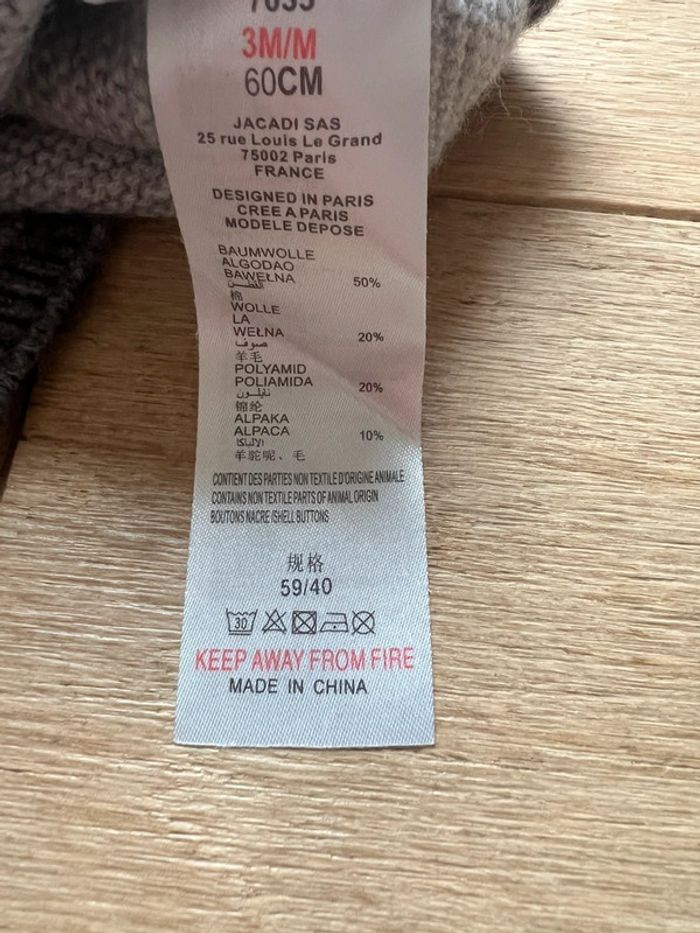 3M/M
60CM
JACADI SAS
25 rue Louis Le Grand
75002 Paris
FRANCE
DESIGNED IN PARIS
CREE A PARIS
MODELE DEPOSE
BAUMWOLLE
ALGODAO
BAWEŁNA 50%
القطن
棉
WOLLE
LA
WEŁNA 20%
صوف
羊毛
POLYAMID
POLIAMIDA 20%
نايلون
锦纶
ALPAKA
ALPACA 10%
الالباكا
羊驼呢、毛
CONTIENT DES PARTIES NON TEXTILE D'ORIGINE ANIMALE
CONTAINS NON TEXTILE PARTS OF ANIMAL ORIGIN
BOUTONS NACRE /SHELL BUTTONS
规格
59/40
30
KEEP AWAY FROM FIRE
MADE IN CHINA